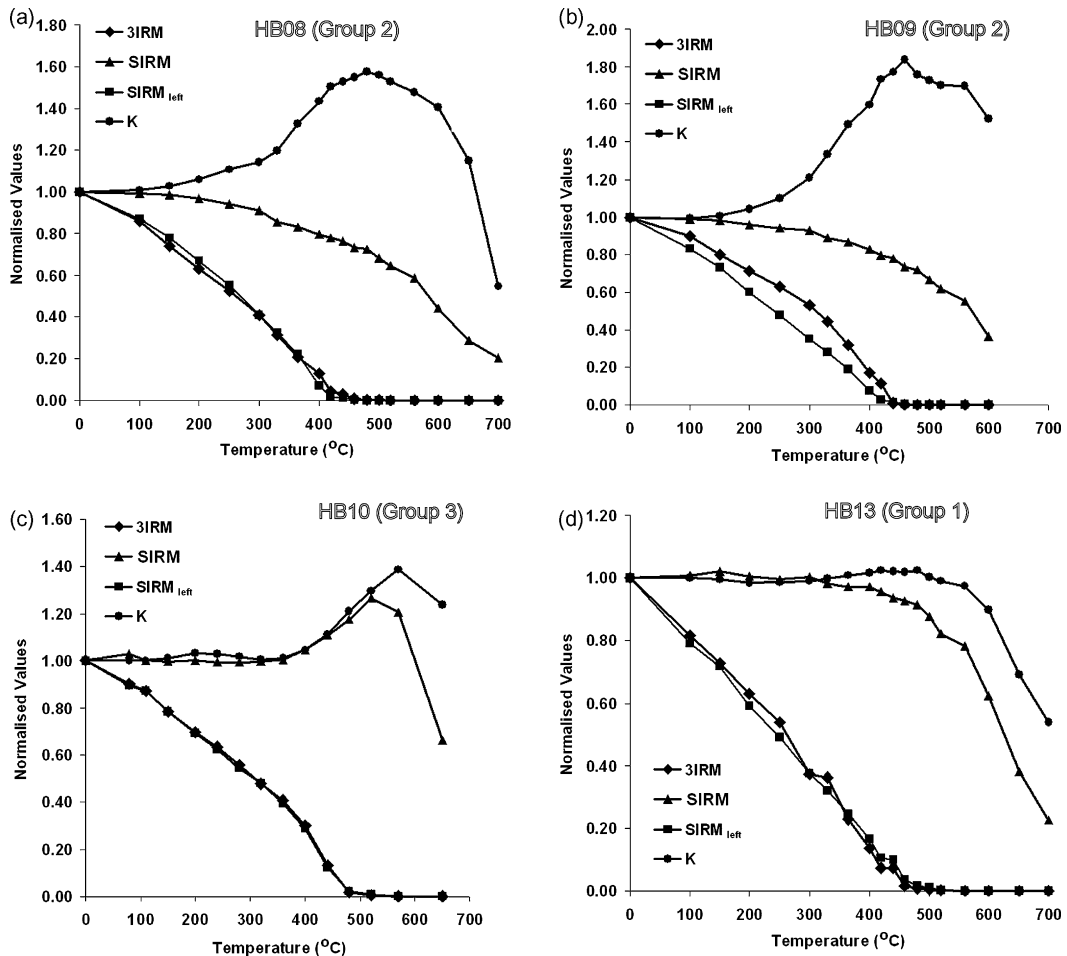 (a)
HB08 (Group 2)
1.80
1.60
1.40
1.20
1.00
0.80
0.60
0.40
0.20
0.00
Normalised Values
3IRM
SIRM
SIRM left
K
0 100 200 300 400 500 600 700
Temperature (OC)
(b)
HB09 (Group 2)
2.00
1.80
1.60
1.40
1.20
1.00
0.80
0.60
0.40
0.20
0.00
Normalised Values
3IRM
SIRM
SIRM left
K
0 100 200 300 400 500 600 700
Temperature (OC)
(c)
HB10 (Group 3)
1.60
1.40
1.20
1.00
0.80
0.60
0.40
0.20
0.00
Normalised Values
3IRM
SIRM
SIRM left
K
0 100 200 300 400 500 600 700
Temperature (OC)
(d)
HB13 (Group 1)
1.20
1.00
0.80
0.60
0.40
0.20
0.00
Normalised Values
3IRM
SIRM
SIRM left
K
0 100 200 300 400 500 600 700
Temperature (OC)